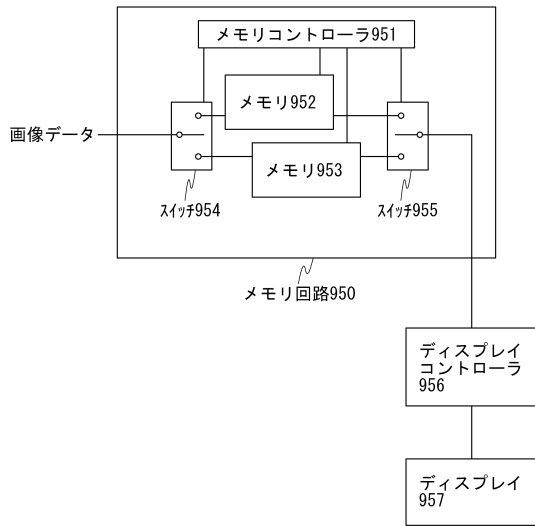 メモリコントローラ951
メモリ952
画像データ
メモリ953
ｽｲｯﾁ954
ｽｲｯﾁ955
メモリ回路950
ディスプレイ
コントローラ
956
ディスプレイ
957